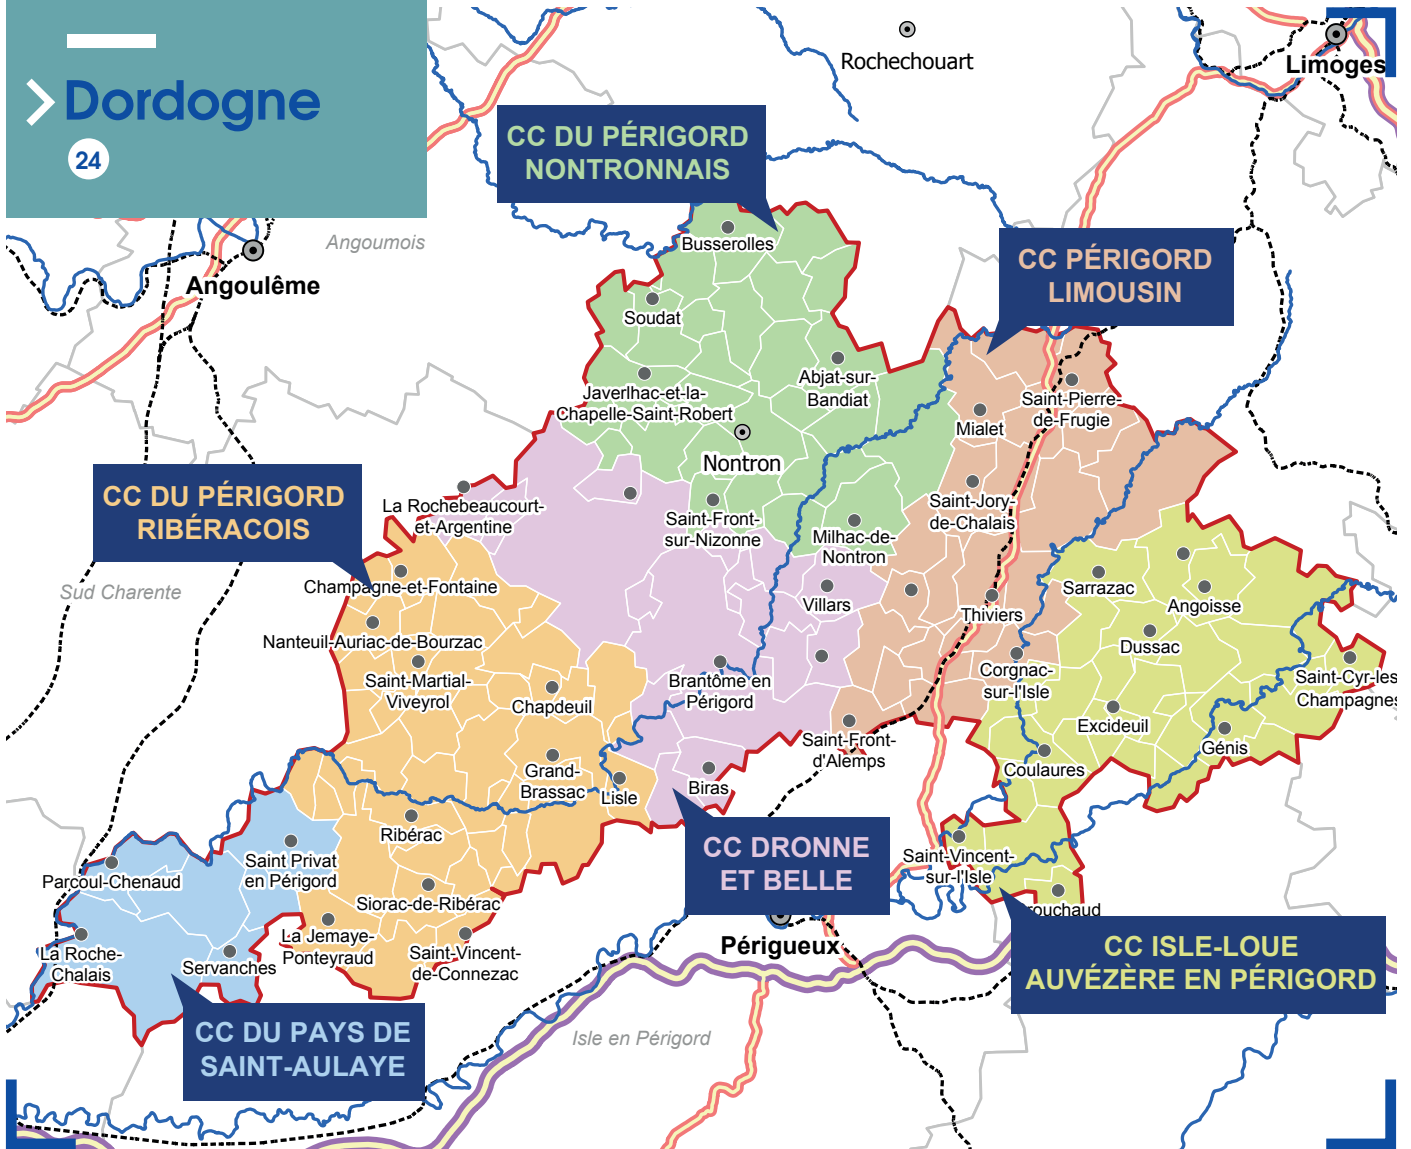 Dordogne
24
Rochechouart
Limoges
CC DU PÉRIGORD
NONTRONNAIS
Angoumois
Busserolles
CC PÉRIGORD
LIMOUSIN
Angoulême
Soudat
Abjat-sur-
Bandiat
Javerlhac-et-la-
Chapelle-Saint-Robert
Saint-Pierre-
de-Frugie
Mialet
Nontron
CC DU PÉRIGORD
RIBÉRACOIS
La Rochebeaucourt-
et-Argentine
Saint-Front-
sur-Nizonne
Saint-Jory-
de-Chalais
Milhac-de-
Nontron
Sud Charente
Champagne-et-Fontaine
Villars
Thiviers
Sarrazac
Angoisse
Nanteuil-Auriac-de-Bourzac
Dussac
Saint-Martial-
Viveyrol
Chapdeuil
Brantôme en
Périgord
Corgnac-
sur-l'Isle
Saint-Cyr-les
Champagnes
Excideuil
Génis
Saint-Front-
d'Alemps
Coulaures
Grand-
Brassac
Lisle
Biras
Ribérac
CC DRONNE
ET BELLE
Saint-Vincent-
sur-l'Isle
Parcoul-Chenaud
Saint Privat
en Périgord
Siorac-de-Ribérac
rouchaud
La Roche-
Chalais
Servanches
La Jemaye-
Ponteyraud
Saint-Vincent-
de-Connezac
Périgueux
CC ISLE-LOUE
AUVÉZÈRE EN PÉRIGORD
CC DU PAYS DE
SAINT-AULAYE
Isle en Périgord